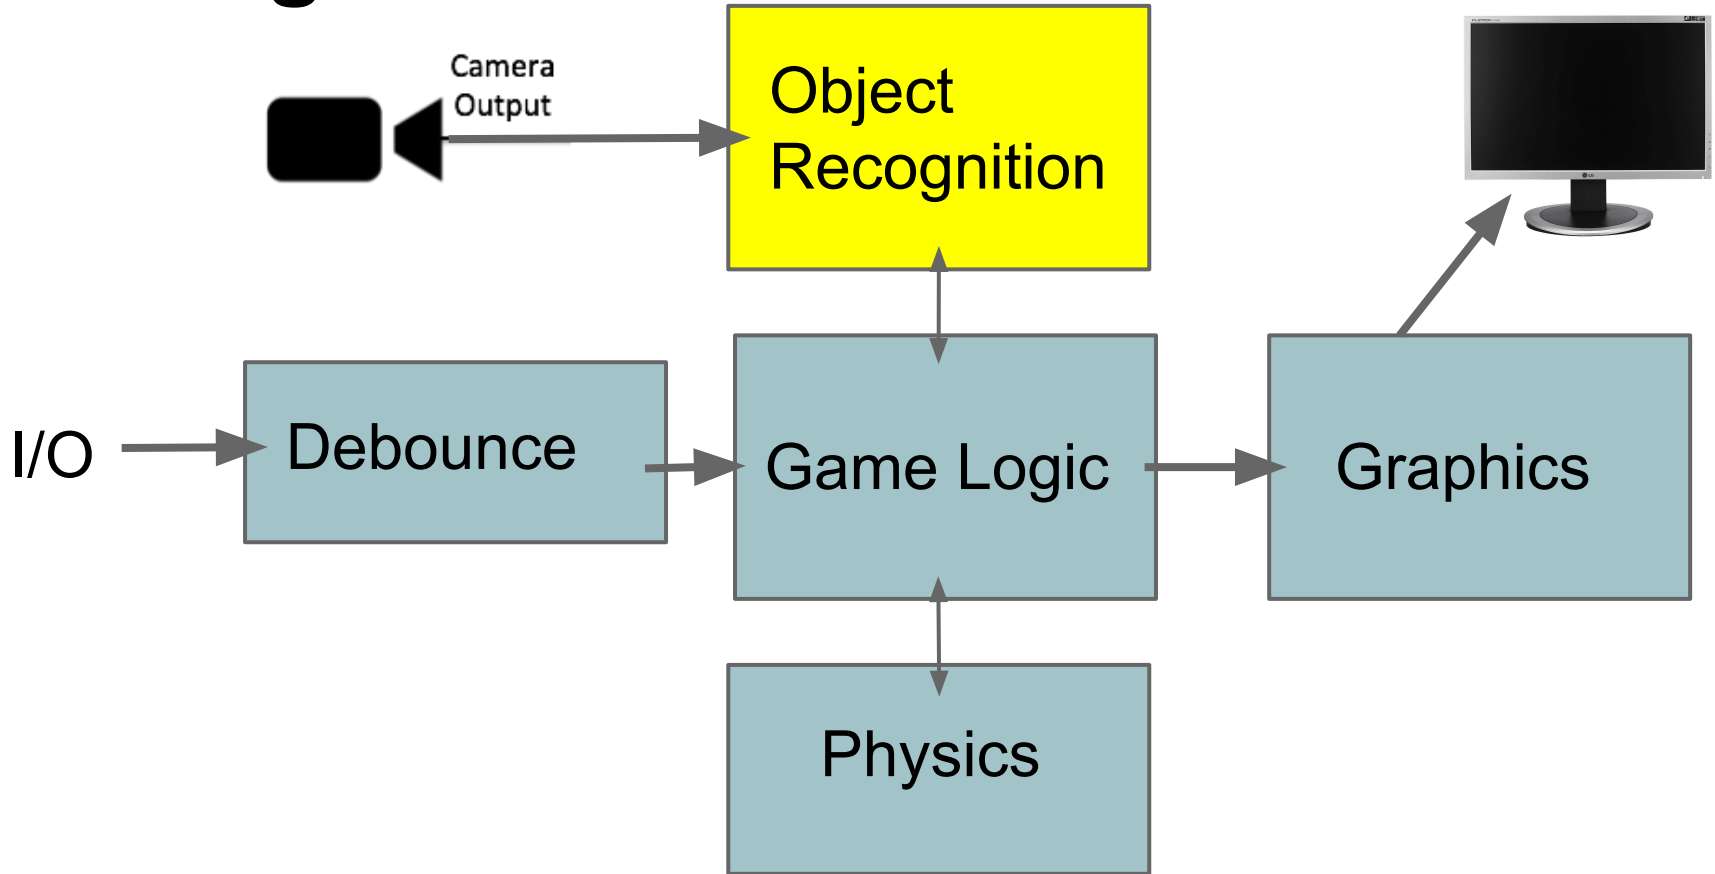 Camera
Output
Object
Recognition
I/O
Debounce
Game Logic
Graphics
Physics